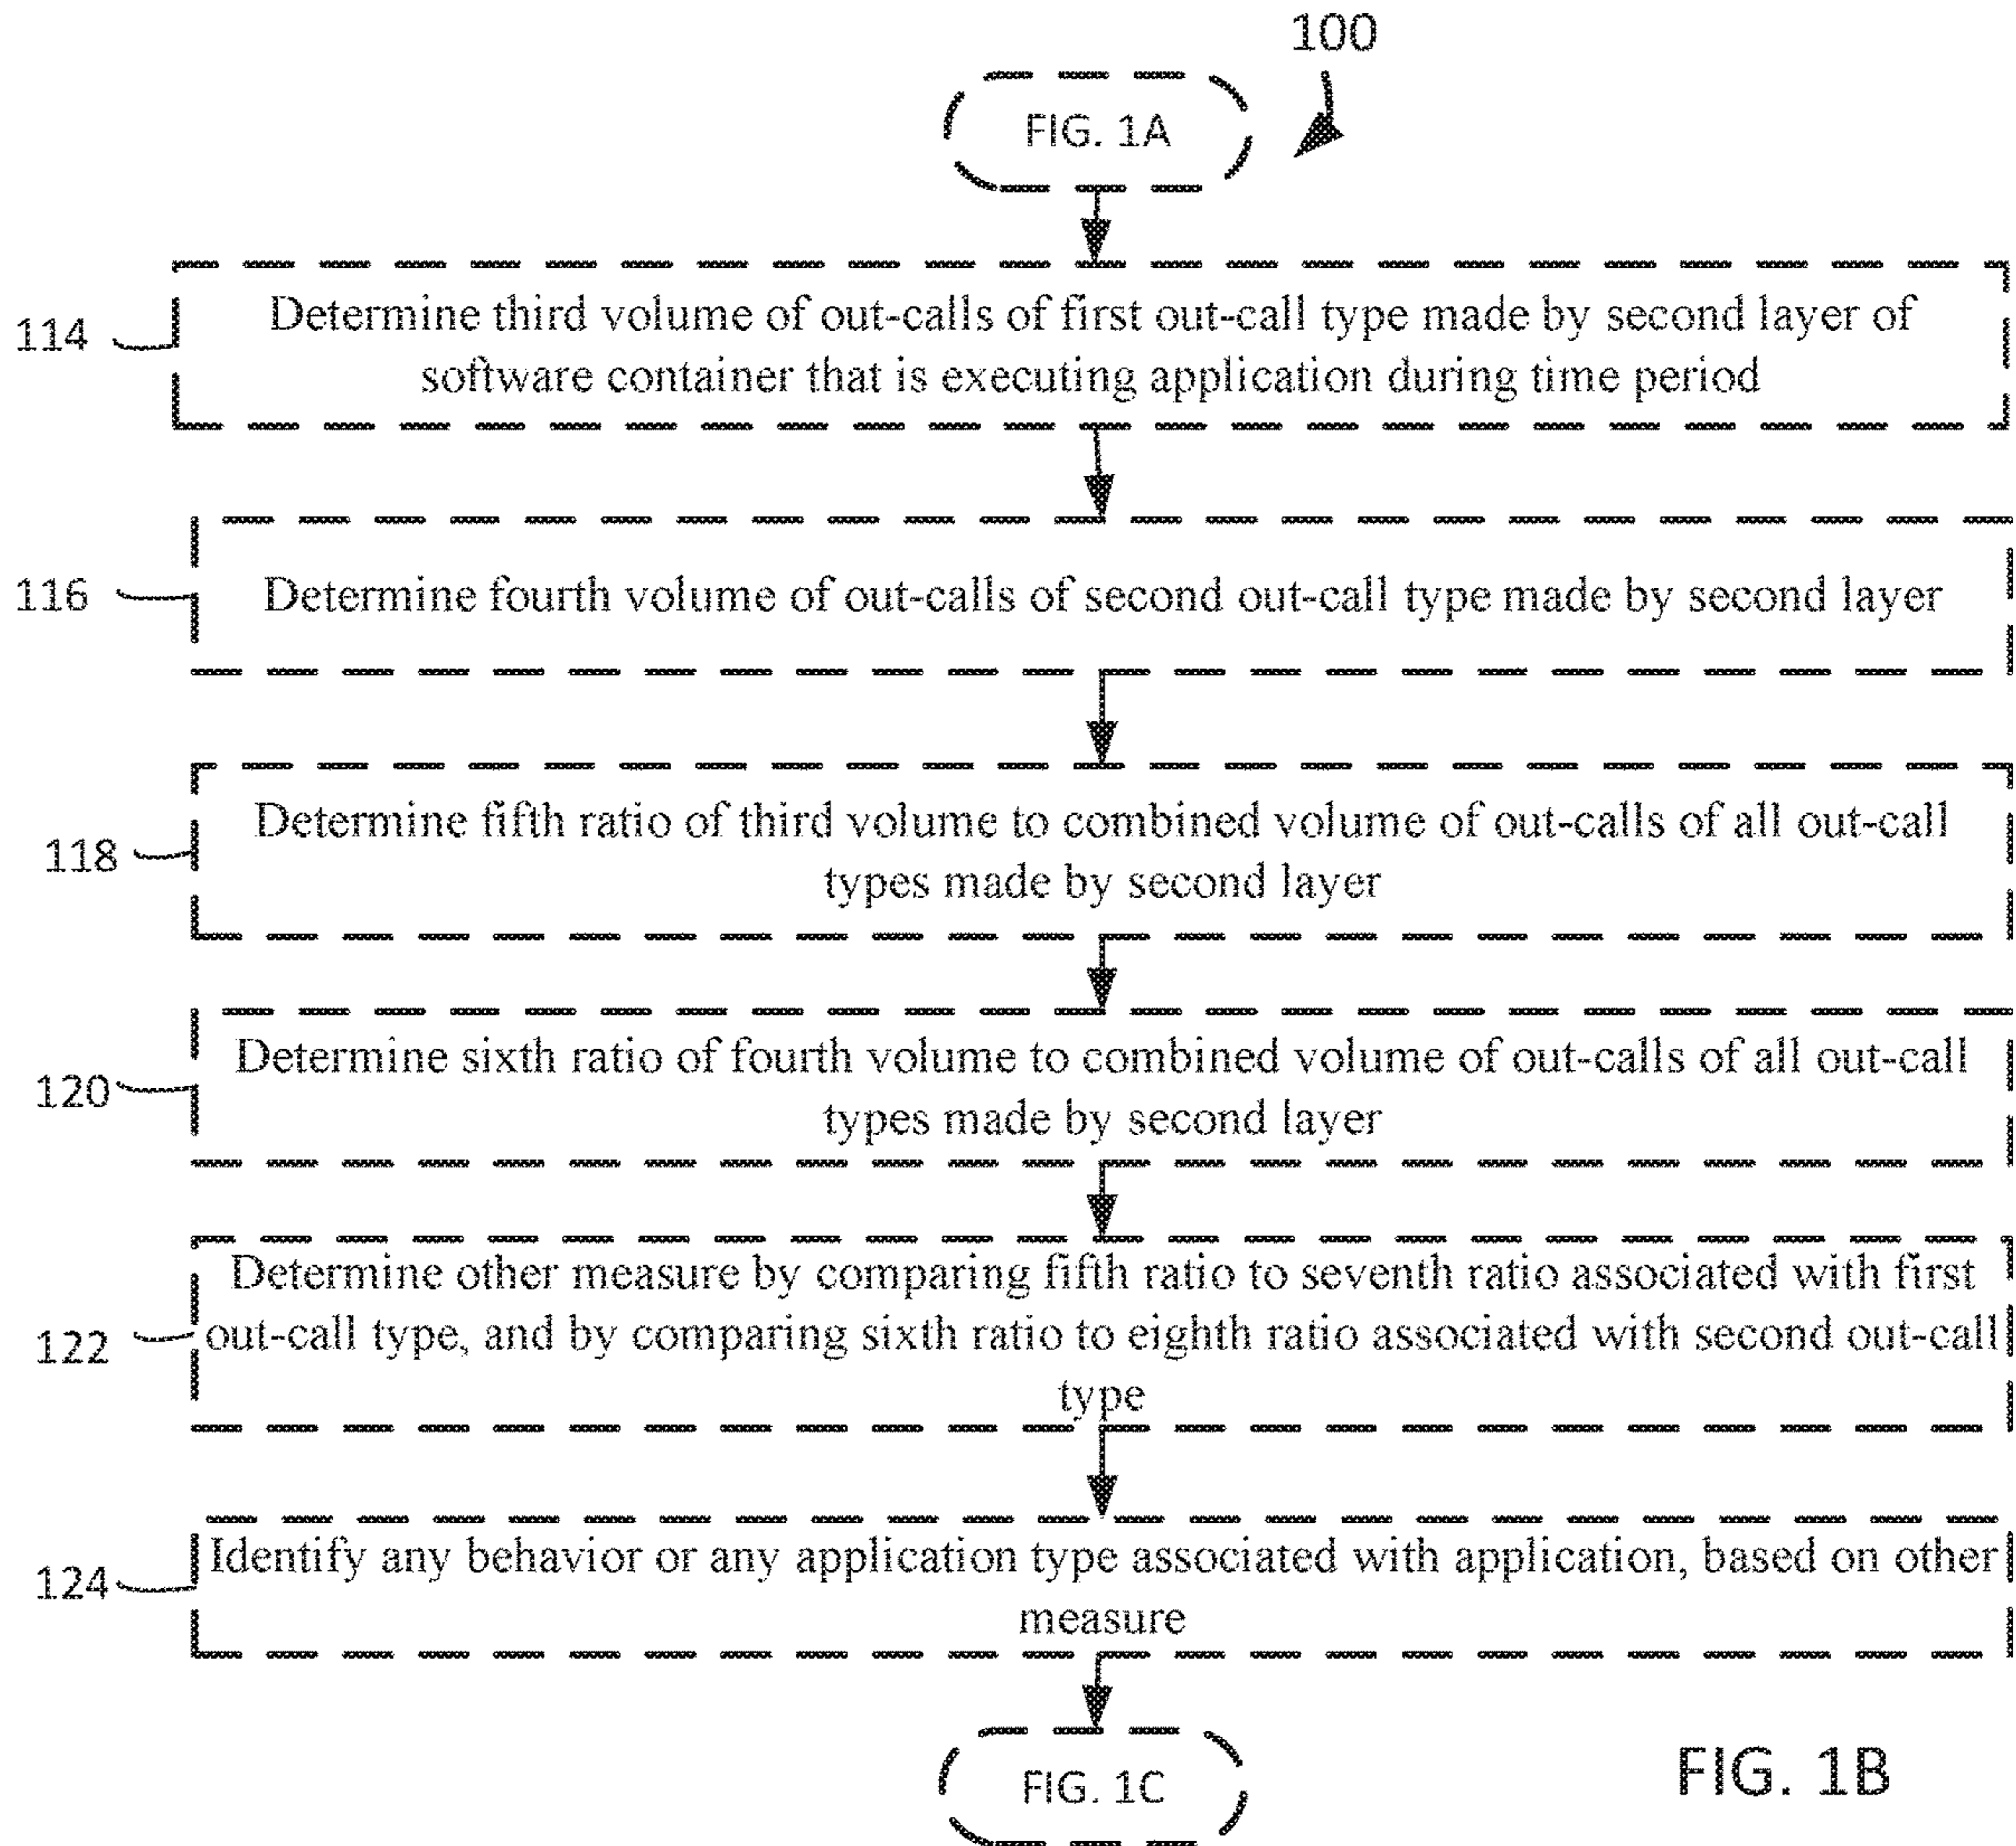 100
FIG. 1A
114
Determine third volume of out-calls of first out-call type made by second layer of
software container that is executing application during time period
116
Determine fourth volume of out-calls of second out-call type made by second layer
118
Determine fifth ratio of third volume to combined volume of out-calls of all out-call
types made by second layer
120
Determine sixth ratio of fourth volume to combined volume of out-calls of all out-call
types made by second layer
122
Determine other measure by comparing fifth ratio to seventh ratio associated with first
out-call type, and by comparing sixth ratio to eighth ratio associated with second out-call
type
124
Identify any behavior or any application type associated with application, based on other
measure
FIG. 1C
FIG. 1B